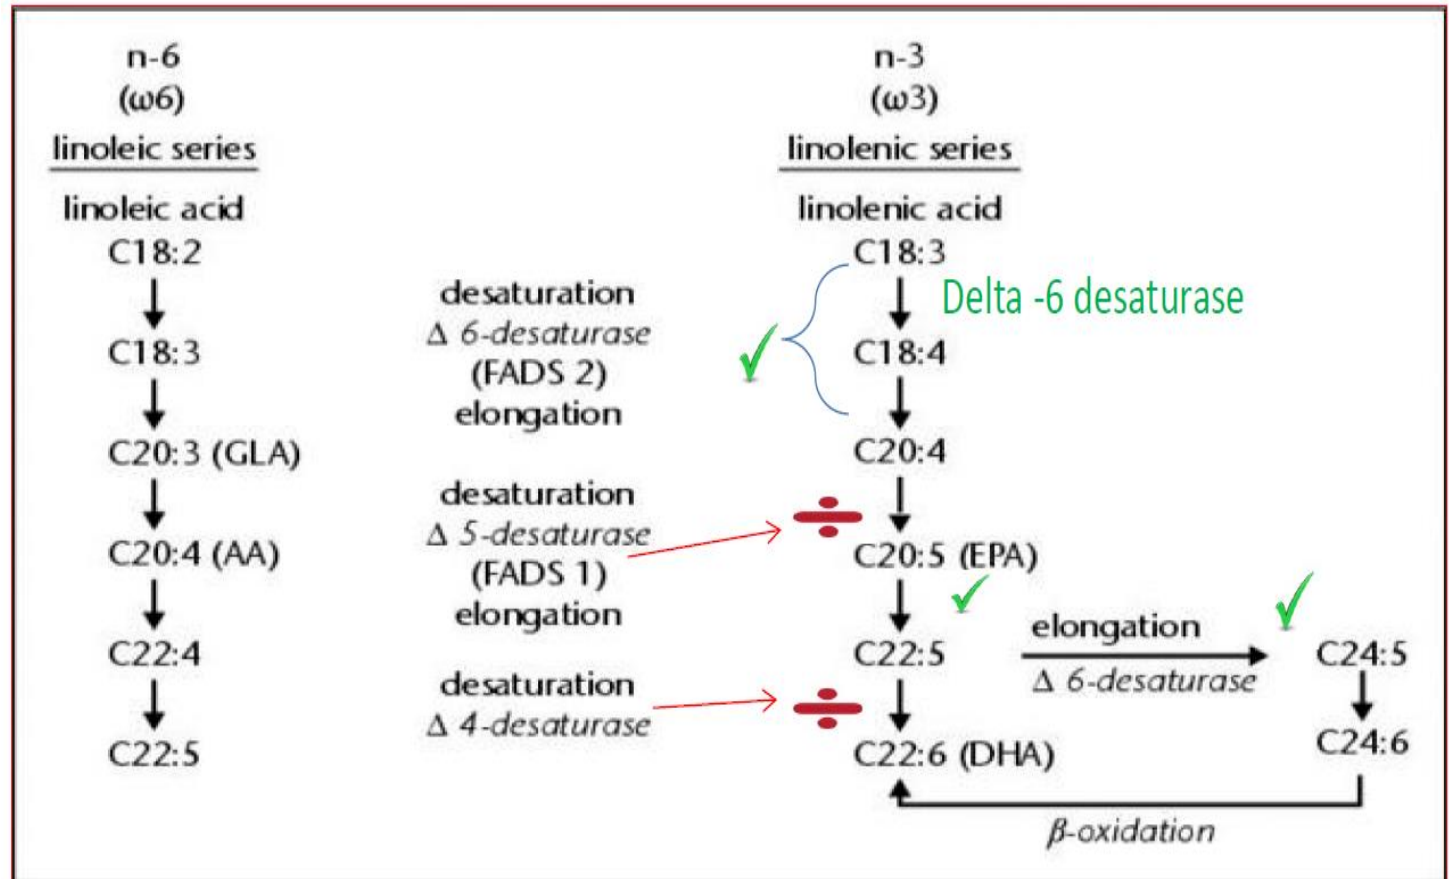 n-6
(ω6)
linoleic series
linoleic acid
C18:2
C18:3
C20:3 (GLA)
C20:4 (AA)
C22:4
C22:5
desaturation
Δ 6-desaturase
(FADS 2)
elongation
desaturation
Δ 5-desaturase
(FADS 1)
elongation
desaturation
Δ 4-desaturase
n-3
(ω3)
linolenic series
linolenic acid
C18:3
Delta -6 desaturase
C18:4
C20:4
C20:5 (EPA)
C22:5
C22:6 (DHA)
elongation
Δ 6-desaturase
C24:5
C24:6
β-oxidation